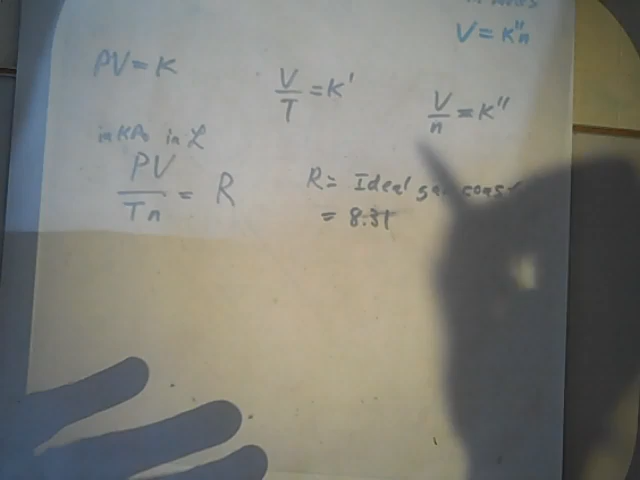 V = K"n
PV = K
V/T = K'
V/n = K"
in KPa in L
PV/Tn = R
R = Ideal gas const
= 8.31